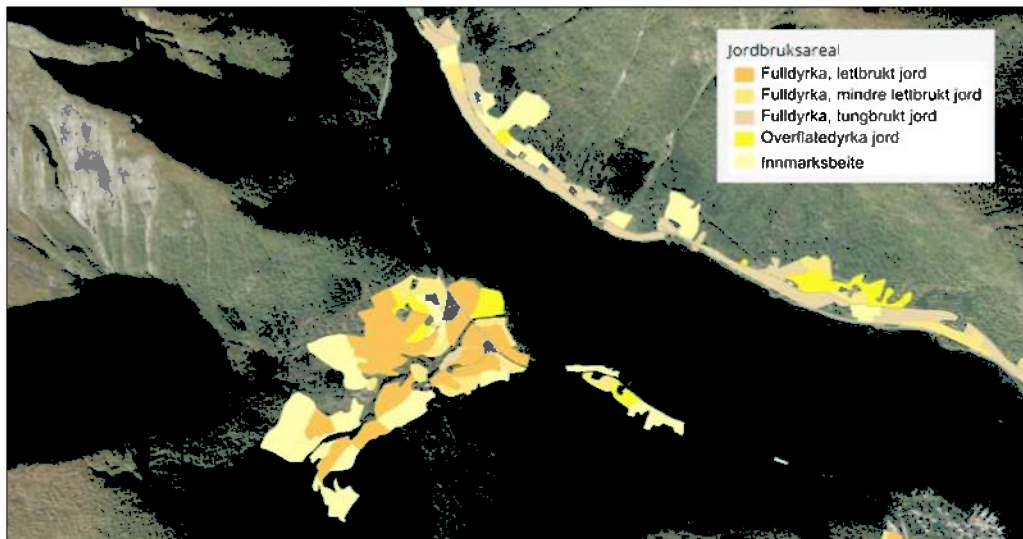 Jordbruksareal
Fulldyrka, lettbrukt jord
Fulldyrka, mindre lettbrukt jord
Fulldyrka, tungbrukt jord
Overflatedyrka jord
Innmarksbeite